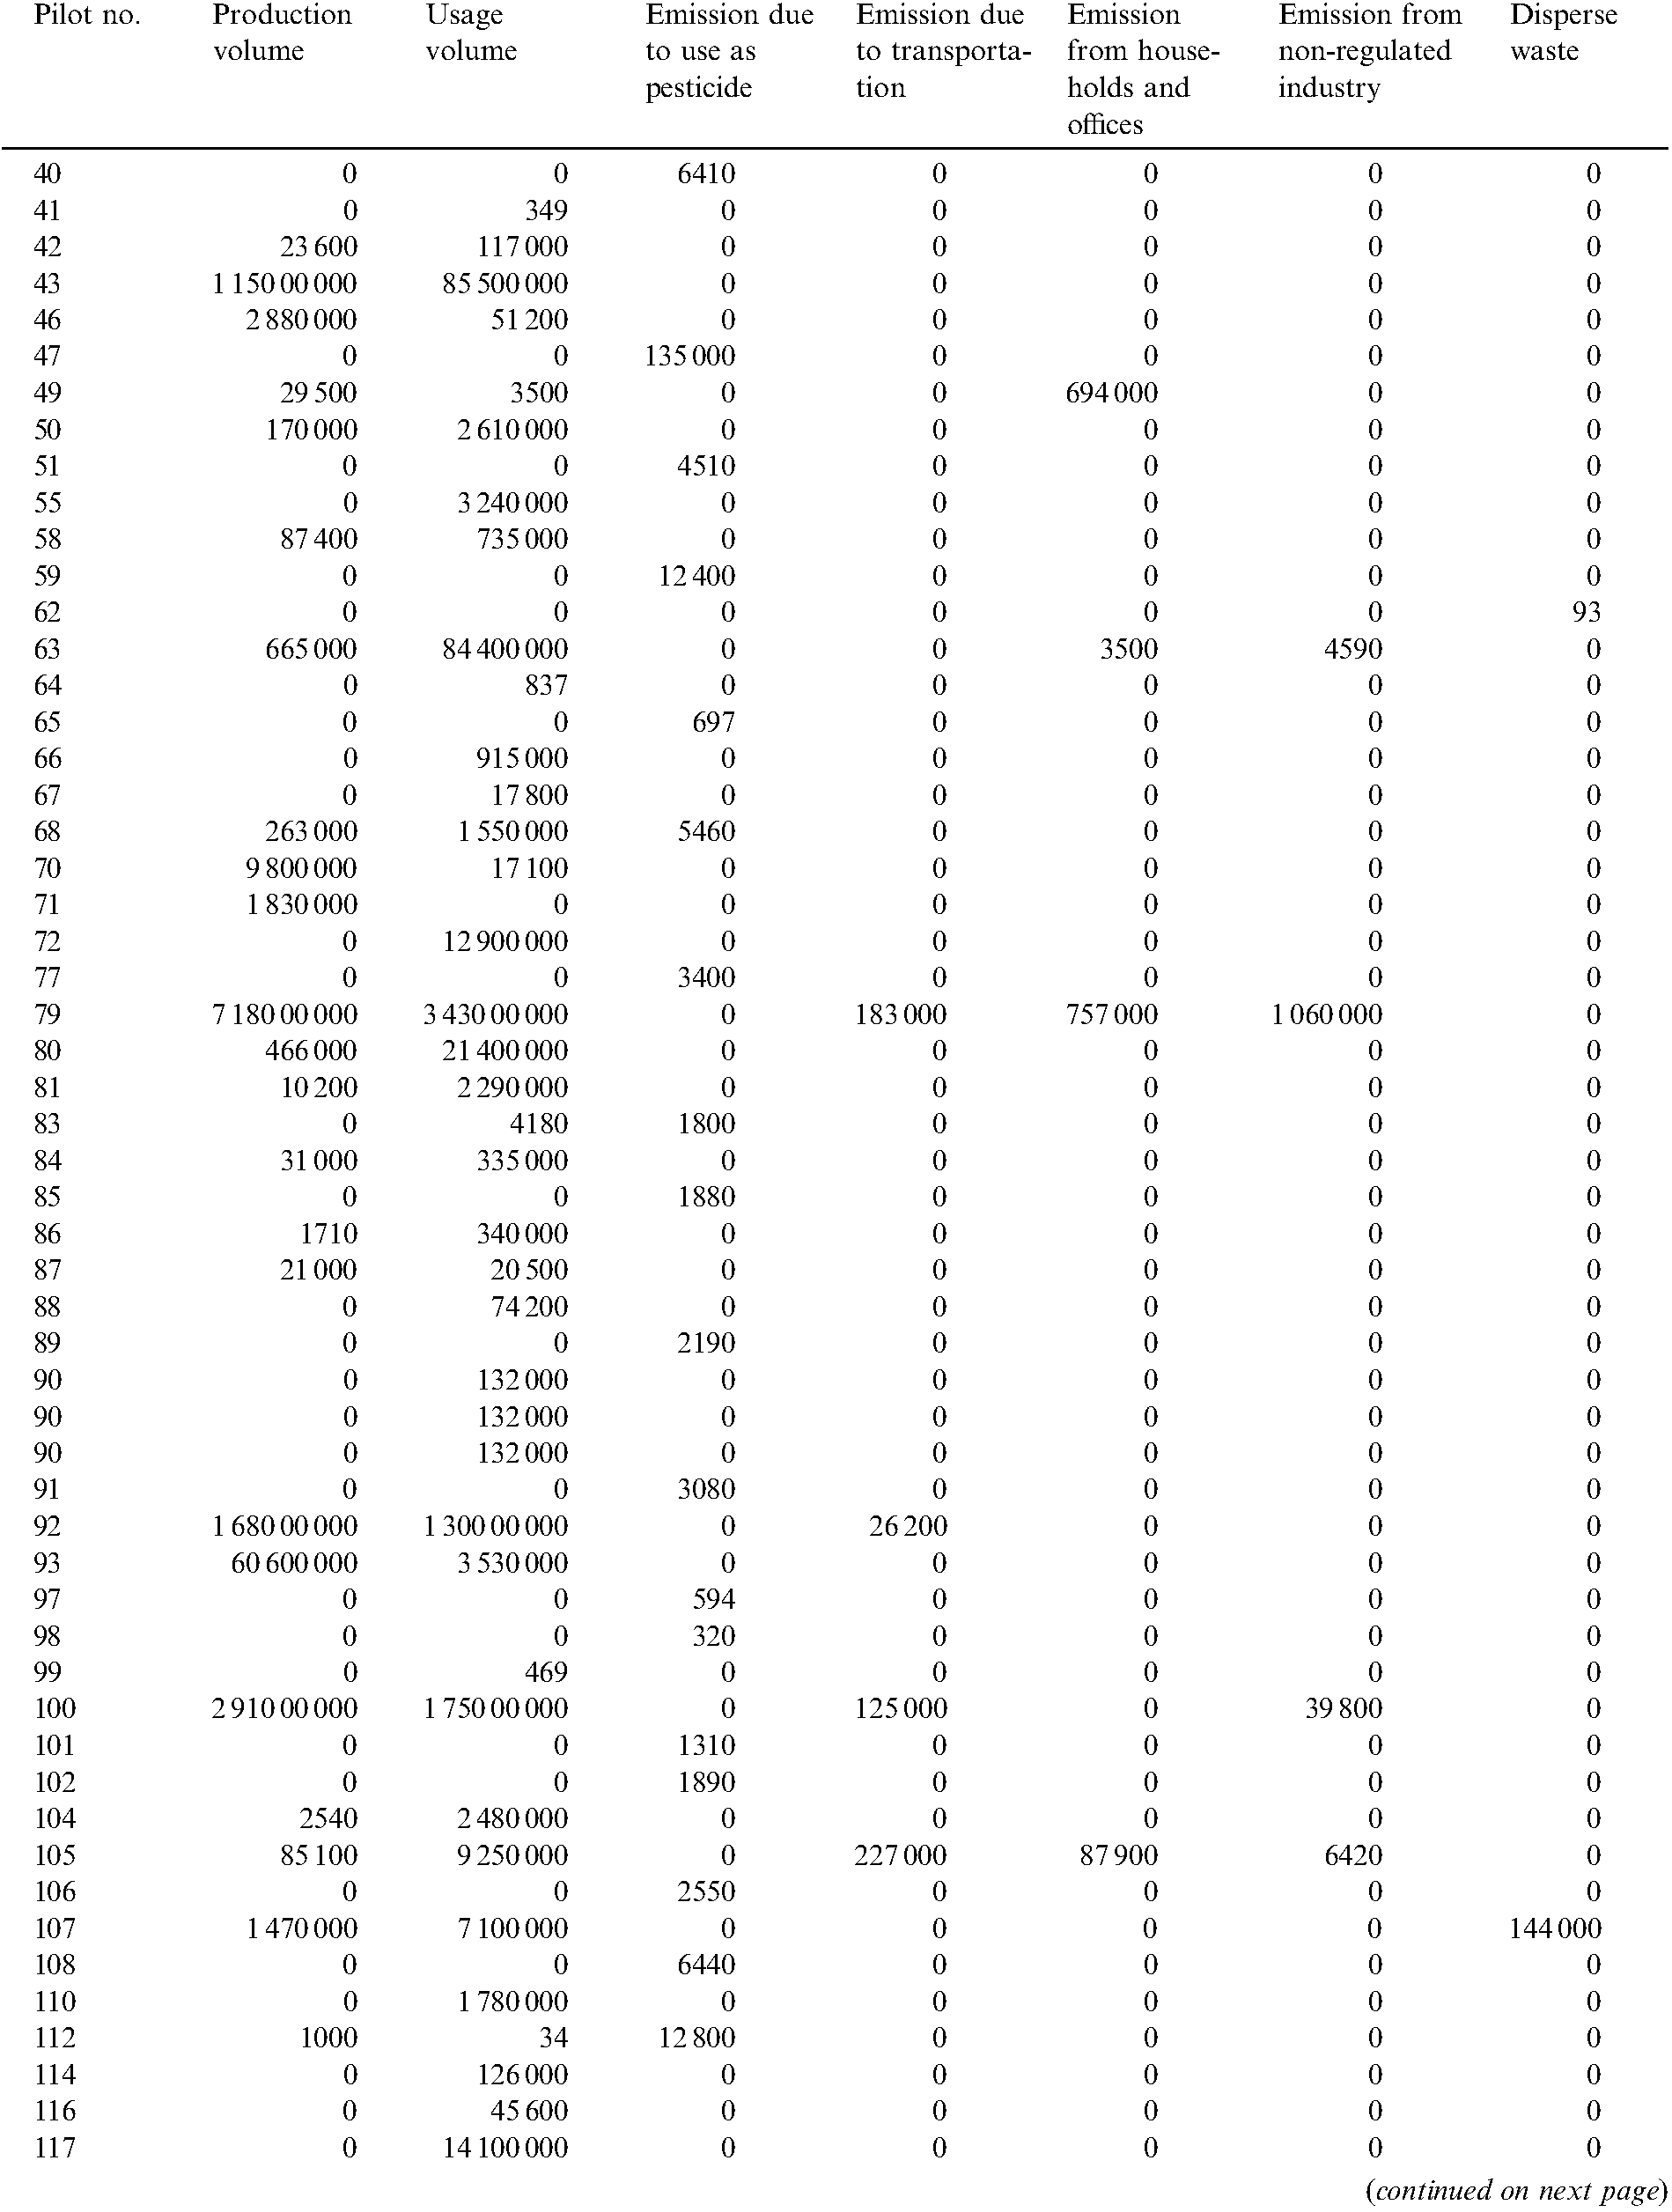 Pilot no. Production volume Usage volume Emission due to use as pesticide Emission due to transporta-tion Emission from house-holds and offices Emission from non-regulated industry Disperse waste
40 0 0 6410 0 0 0 0
41 0 349 0 0 0 0 0
42 23 600 117 000 0 0 0 0 0
43 1 150 00 000 85 500 000 0 0 0 0 0
46 2 880 000 51 200 0 0 0 0 0
47 0 0 135 000 0 0 0 0
49 29 500 3500 0 0 694 000 0 0
50 170 000 2 610 000 0 0 0 0 0
51 0 0 4510 0 0 0 0
55 0 3 240 000 0 0 0 0 0
58 87 400 735 000 0 0 0 0 0
59 0 0 12 400 0 0 0 0
62 0 0 0 0 0 0 93
63 665 000 84 400 000 0 0 3500 4590 0
64 0 837 0 0 0 0 0
65 0 0 697 0 0 0 0
66 0 915 000 0 0 0 0 0
67 0 17 800 0 0 0 0 0
68 263 000 1 550 000 5460 0 0 0 0
70 9 800 000 17 100 0 0 0 0 0
71 1 830 000 0 0 0 0 0 0
72 0 12 900 000 0 0 0 0 0
77 0 0 3400 0 0 0 0
79 7 180 00 000 3 430 00 000 0 183 000 757 000 1 060 000 0
80 466 000 21 400 000 0 0 0 0 0
81 10 200 2 290 000 0 0 0 0 0
83 0 4180 1800 0 0 0 0
84 31 000 335 000 0 0 0 0 0
85 0 0 1880 0 0 0 0
86 1710 340 000 0 0 0 0 0
87 21 000 20 500 0 0 0 0 0
88 0 74 200 0 0 0 0 0
89 0 0 2190 0 0 0 0
90 0 132 000 0 0 0 0 0
90 0 132 000 0 0 0 0 0
90 0 132 000 0 0 0 0 0
91 0 0 3080 0 0 0 0
92 1 680 00 000 1 300 00 000 0 26 200 0 0 0
93 60 600 000 3 530 000 0 0 0 0 0
97 0 0 594 0 0 0 0
98 0 0 320 0 0 0 0
99 0 469 0 0 0 0 0
100 2 910 00 000 1 750 00 000 0 125 000 0 39 800 0
101 0 0 1310 0 0 0 0
102 0 0 1890 0 0 0 0
104 2540 2 480 000 0 0 0 0 0
105 85 100 9 250 000 0 227 000 87 900 6420 0
106 0 0 2550 0 0 0 0
107 1 470 000 7 100 000 0 0 0 0 144 000
108 0 0 6440 0 0 0 0
110 0 1 780 000 0 0 0 0 0
112 1000 34 12 800 0 0 0 0
114 0 126 000 0 0 0 0 0
116 0 45 600 0 0 0 0 0
117 0 14 100 000 0 0 0 0 0
(continued on next page)